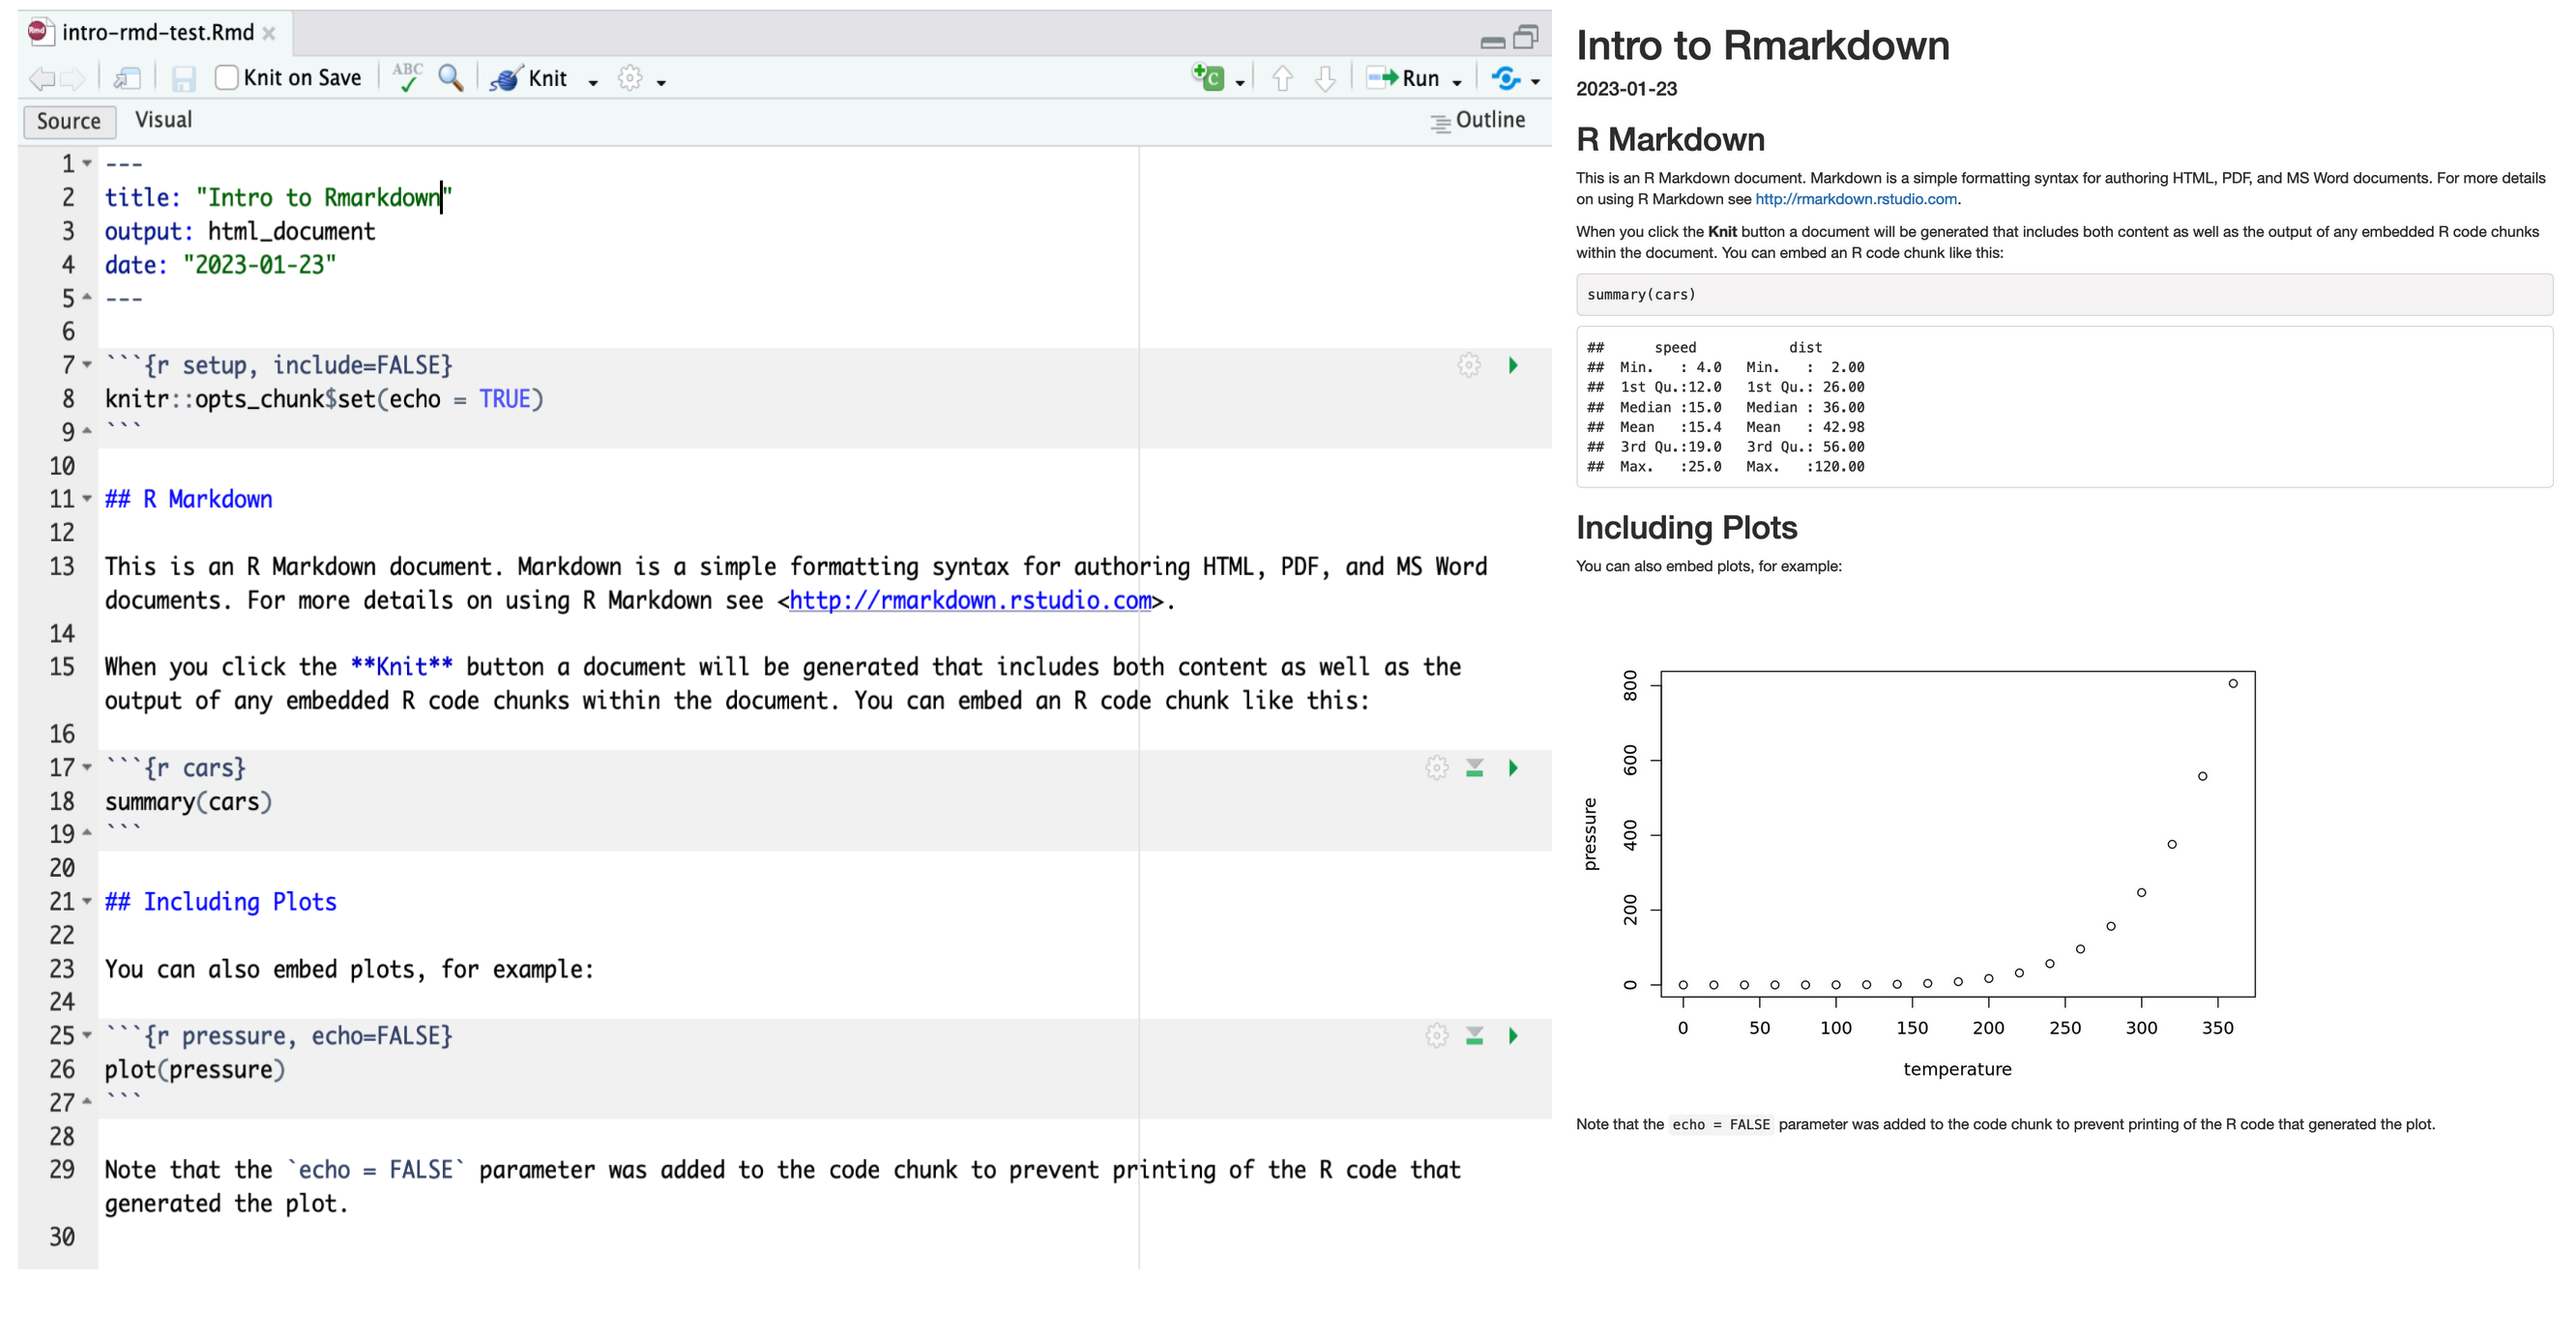 intro-rmd-test.Rmd
Knit on Save ABC Knit Run
Source Visual Outline
1 ---
2 title: "Intro to Rmarkdown"
3 output: html_document
4 date: "2023-01-23"
5 ---
6
7 ```{r setup, include=FALSE}
8 knitr::opts_chunk$set(echo = TRUE)
9 ```
10
11 ## R Markdown
12
13 This is an R Markdown document. Markdown is a simple formatting syntax for authoring HTML, PDF, and MS Word
documents. For more details on using R Markdown see <http://rmarkdown.rstudio.com>.
14
15 When you click the **Knit** button a document will be generated that includes both content as well as the
output of any embedded R code chunks within the document. You can embed an R code chunk like this:
16
17 ```{r cars}
18 summary(cars)
19 ```
20
21 ## Including Plots
22
23 You can also embed plots, for example:
24
25 ```{r pressure, echo=FALSE}
26 plot(pressure)
27 ```
28
29 Note that the `echo = FALSE` parameter was added to the code chunk to prevent printing of the R code that
generated the plot.
30
Intro to Rmarkdown
2023-01-23
R Markdown
This is an R Markdown document. Markdown is a simple formatting syntax for authoring HTML, PDF, and MS Word documents. For more details
on using R Markdown see http://rmarkdown.rstudio.com.
When you click the Knit button a document will be generated that includes both content as well as the output of any embedded R code chunks
within the document. You can embed an R code chunk like this:
summary(cars)
##      speed           dist
##  Min.   : 4.0   Min.   :  2.00
##  1st Qu.:12.0   1st Qu.: 26.00
##  Median :15.0   Median : 36.00
##  Mean   :15.4   Mean   : 42.98
##  3rd Qu.:19.0   3rd Qu.: 56.00
##  Max.   :25.0   Max.   :120.00
Including Plots
You can also embed plots, for example:
800
600
400
200
0
pressure
0 50 100 150 200 250 300 350
temperature
Note that the echo = FALSE parameter was added to the code chunk to prevent printing of the R code that generated the plot.